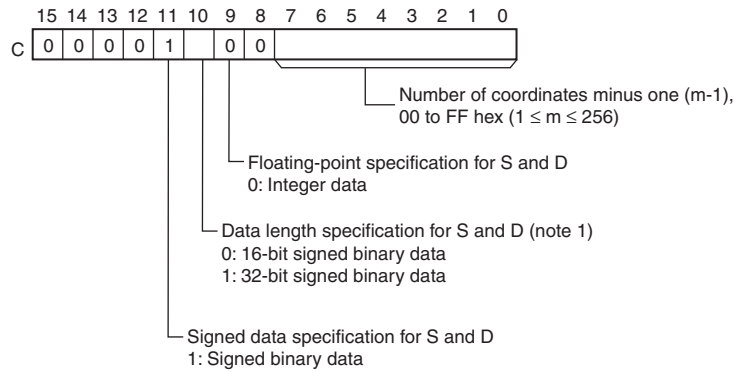 15 14 13 12 11 10 9 8 7 6 5 4 3 2 1 0
C 0 0 0 0 1 0 0
Number of coordinates minus one (m-1),
00 to FF hex (1 ≤ m ≤ 256)
Floating-point specification for S and D
0: Integer data
Data length specification for S and D (note 1)
0: 16-bit signed binary data
1: 32-bit signed binary data
Signed data specification for S and D
1: Signed binary data